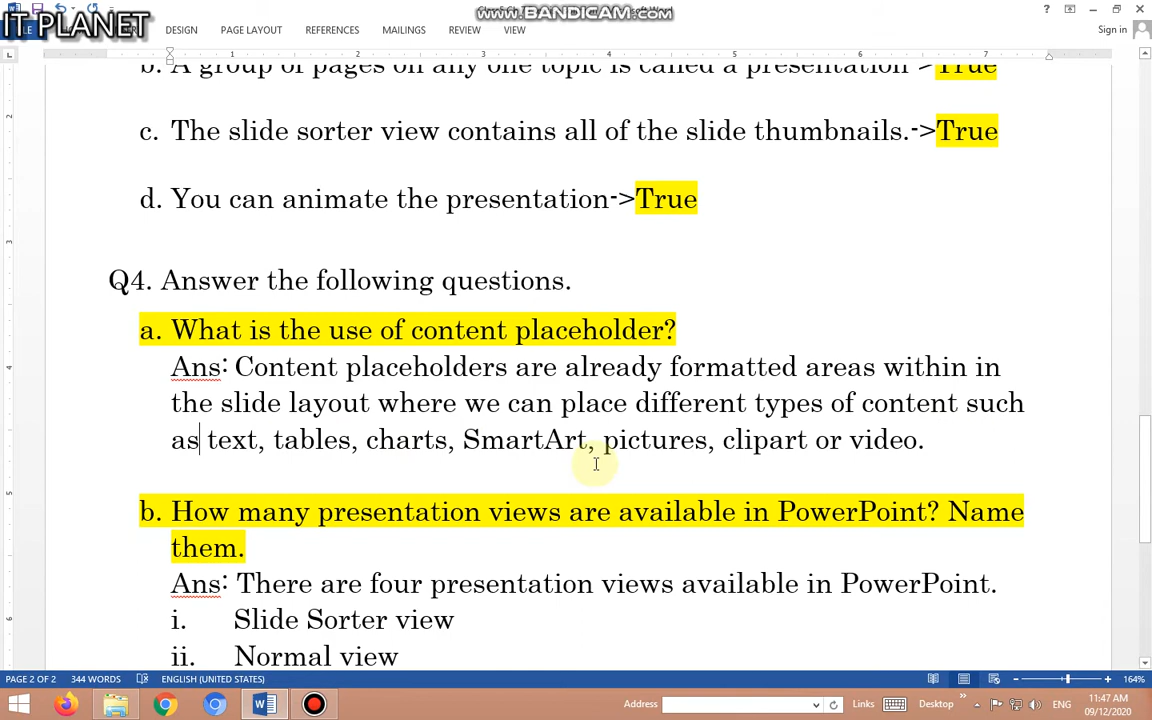 www.BANDICAM.com
IT PLANET
DESIGN PAGE LAYOUT REFERENCES MAILINGS REVIEW VIEW
Sign in
b. A group of pages on any one topic is called a presentation ->True
c. The slide sorter view contains all of the slide thumbnails.->True
d. You can animate the presentation->True
Q4. Answer the following questions.
a. What is the use of content placeholder?
Ans: Content placeholders are already formatted areas within in
the slide layout where we can place different types of content such
as text, tables, charts, SmartArt, pictures, clipart or video.
b. How many presentation views are available in PowerPoint? Name
them.
Ans: There are four presentation views available in PowerPoint.
i. Slide Sorter view
ii. Normal view
PAGE 2 OF 2 344 WORDS ENGLISH (UNITED STATES) 164%
Address Links Desktop ENG 11:47 AM
09/12/2020